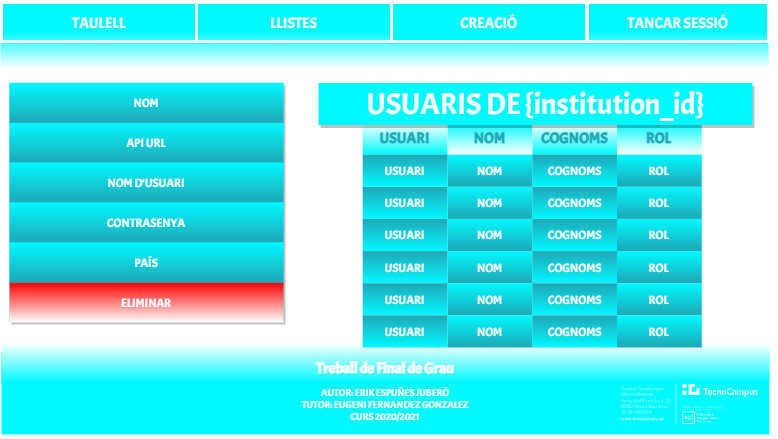 TAULELL LLISTES CREACIÓ TANCAR SESSIÓ
NOM
API URL
NOM D'USUARI
CONTRASENYA
PAÍS
ELIMINAR
USUARIS DE {institution_id}
USUARI NOM COGNOMS ROL
USUARI NOM COGNOMS ROL
USUARI NOM COGNOMS ROL
USUARI NOM COGNOMS ROL
USUARI NOM COGNOMS ROL
USUARI NOM COGNOMS ROL
USUARI NOM COGNOMS ROL
Treball de Final de Grau
AUTOR: ERIK ESPUÑES JUBERÓ
TUTOR: EUGENI FERNANDEZ GONZALEZ
CURS 2020/2021
TecnoCampus